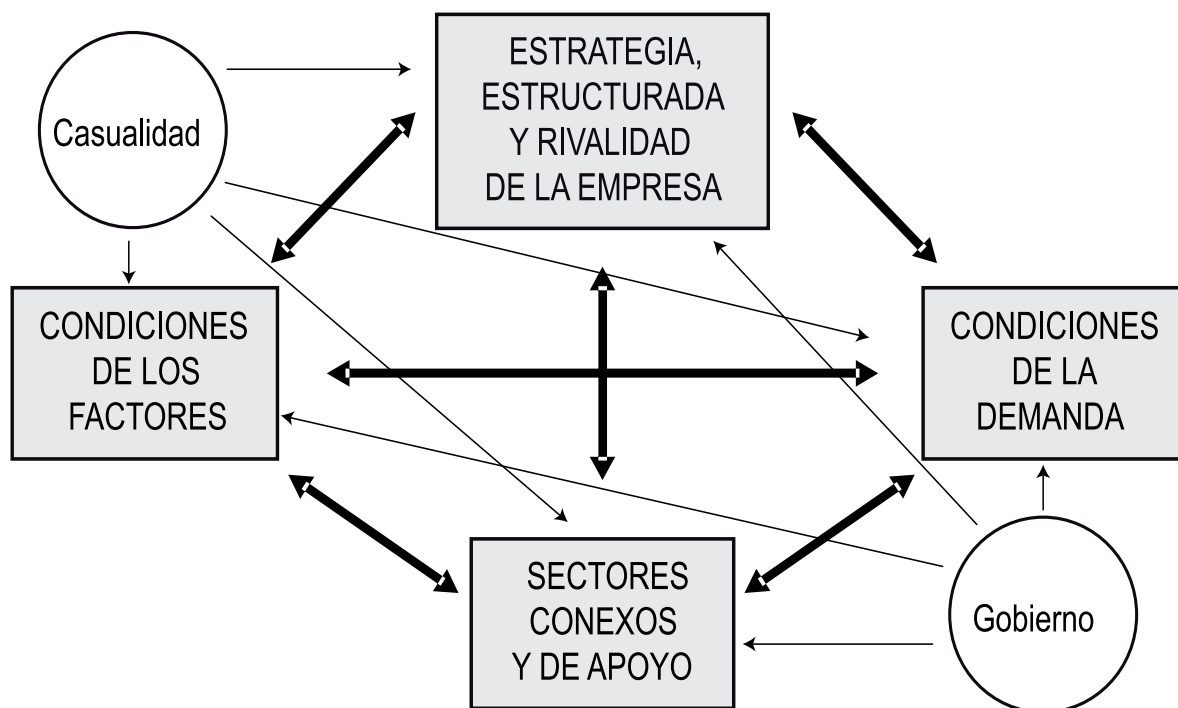 ESTRATEGIA,
ESTRUCTURADA
Y RIVALIDAD
DE LA EMPRESA
Casualidad
CONDICIONES
DE LOS
FACTORES
CONDICIONES
DE LA
DEMANDA
SECTORES
CONEXOS
Y DE APOYO
Gobierno